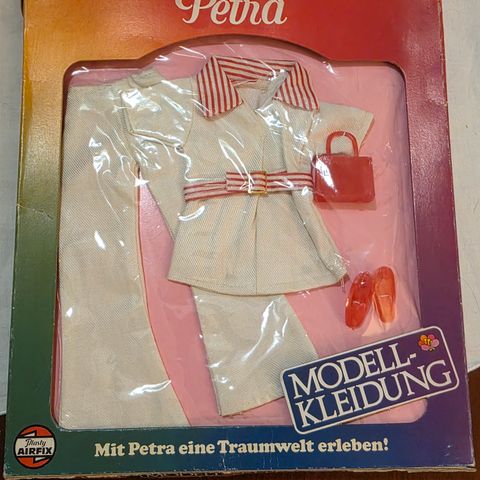 Petra
MODELL-
KLEIDUNG
Plasty
AIRFIX
Mit Petra eine Traumwelt erleben!